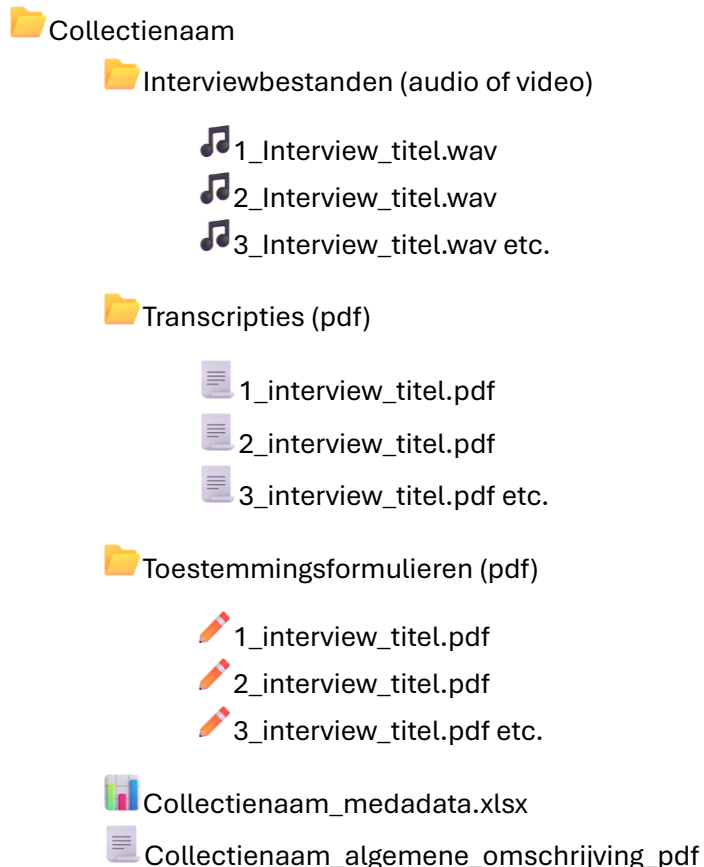 Collectienaam
Interviewbestanden (audio of video)
1_Interview_titel.wav
2_Interview_titel.wav
3_Interview_titel.wav etc.
Transcripties (pdf)
1_interview_titel.pdf
2_interview_titel.pdf
3_interview_titel.pdf etc.
Toestemmingsformulieren (pdf)
1_interview_titel.pdf
2_interview_titel.pdf
3_interview_titel.pdf etc.
Collectienaam_medadata.xlsx
Collectienaam_algemene_omschrijving_pdf